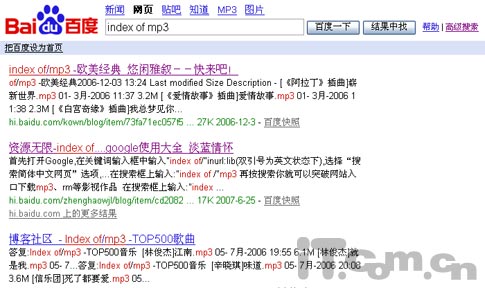 Bai du 百度
新闻 网页 贴吧 知道 MP3 图片
index of mp3 百度一下 结果中找 帮助 | 高级搜索
把百度设为首页
index of/mp3 -欧美经典 悠闲雅叙－－快来吧!
of/mp3 -欧美经典2006-12-03 13:24 Last modified Size Description - [《阿拉丁》插曲]崭
新世界.mp3 01- 3月-2006 11:37 3.2M [《爱情故事》插曲]爱情故事.mp3 01- 3月-2006 1
1:38 2.3M [《白宫奇缘》插曲]我总梦见你...
hi.baidu.com/kown/blog/item/73fa71ec057f5 ... 27K 2006-12-3 - 百度快照
饶源无限-index of....google使用大全 淡蓝情怀
首先打开Google,在关键词输入框中输入"index of/"inurl:lib(双引号为英文状态下),选择“搜
索简体中文网页”选项,...在搜索框上输入: "index of /"mp3 再按搜索你就可以突破网站入
口下载mp3、rm等影视作品 在搜索框上输入: "index ...
hi.baidu.com/zhenghaowjl/blog/item/cd2082 ... 17K 2007-6-25 - 百度快照
hi.baidu.com 上的更多结果
博客社区 - Index of/mp3 -TOP500歌曲
答复:Index of/mp3 -TOP500音乐 [林俊杰]江南.mp3 05- 7月-2006 19:55 6.1M [林俊杰]就
是我.mp3 05- 7...答复:Index of/mp3 -TOP500音乐 [辛晓琪]味道.mp3 05- 7月-2006 20:08
3.6M [信乐团]死了都要爱.mp3 05...
IT.com.cn